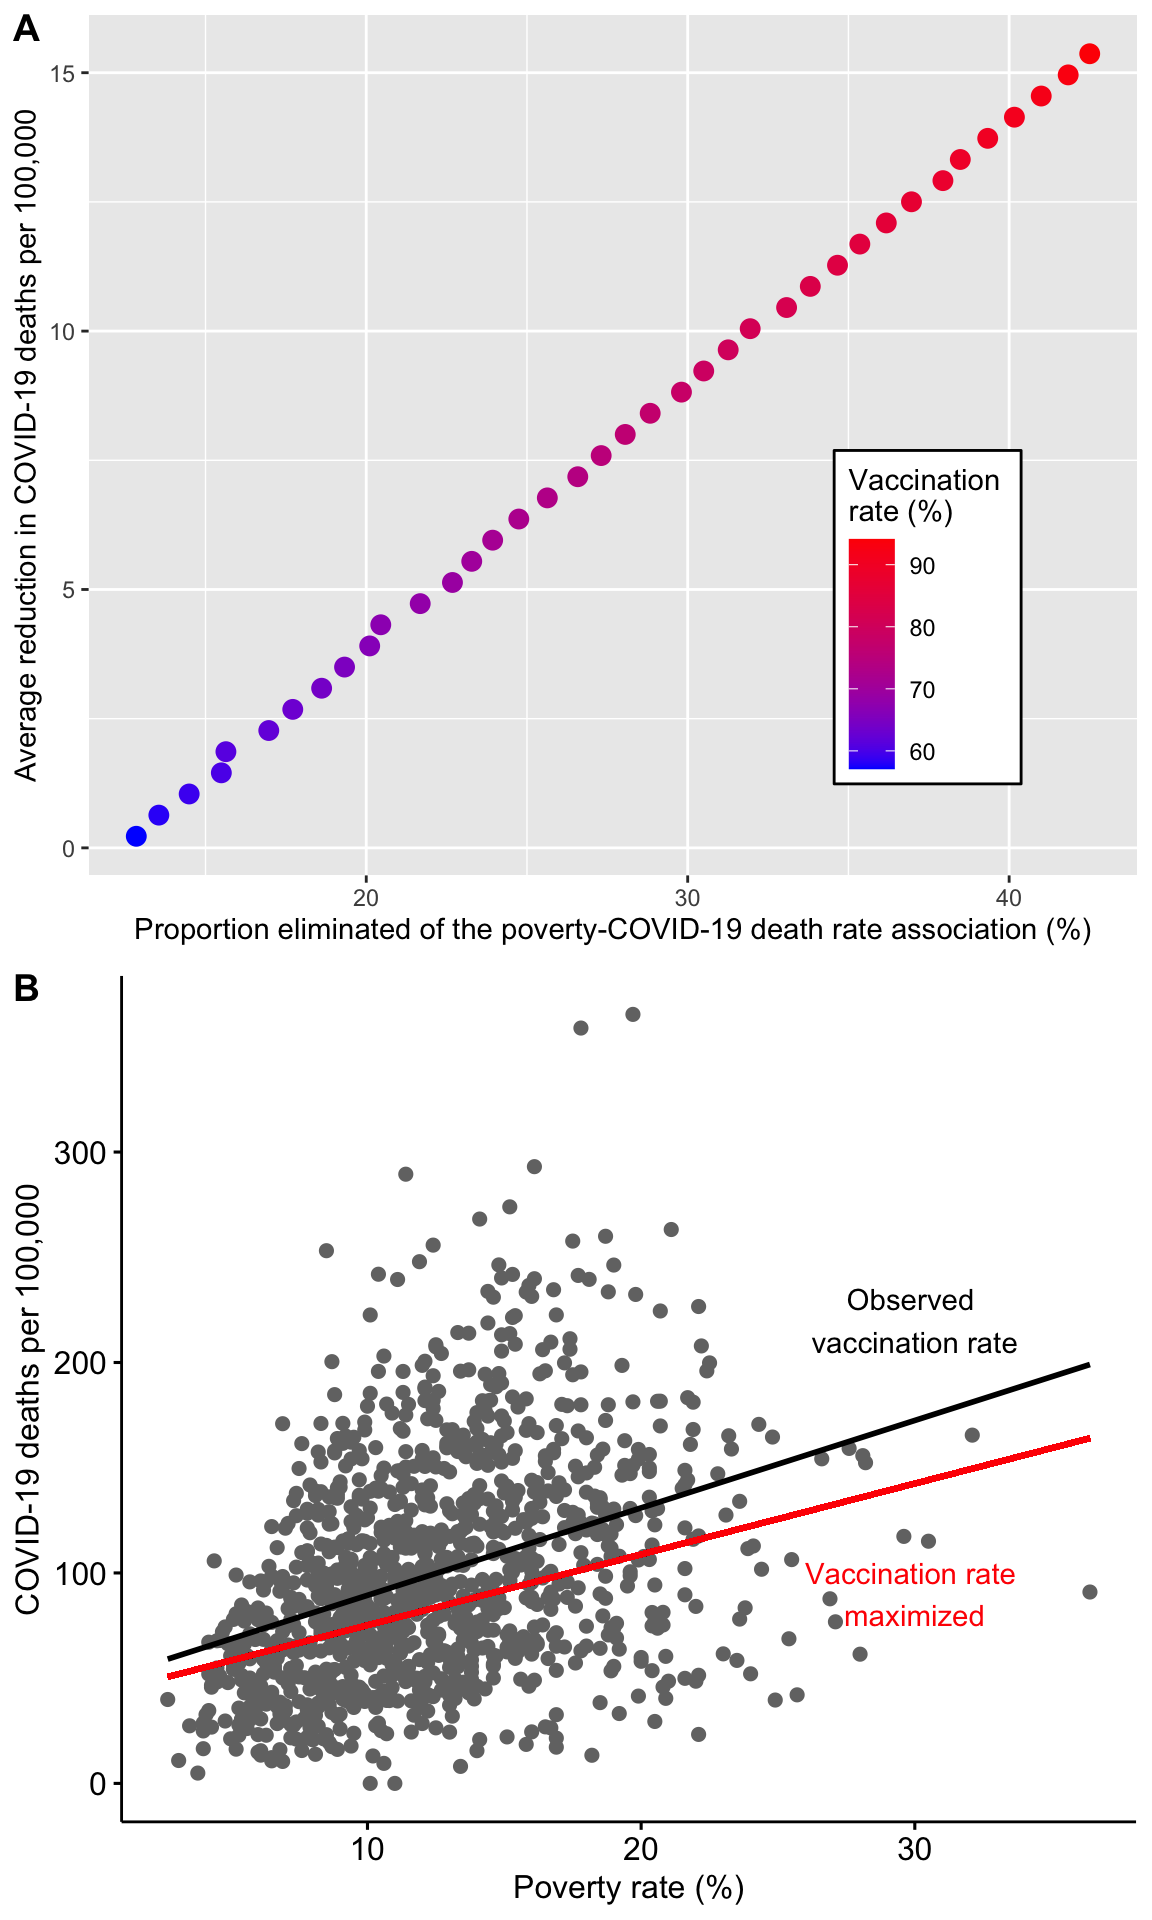 A
Average reduction in COVID-19 deaths per 100,000
15
10
5
0
Vaccination
rate (%)
90
80
70
60
20
30
40
Proportion eliminated of the poverty-COVID-19 death rate association (%)
B
COVID-19 deaths per 100,000
300
200
100
0
Observed
vaccination rate
Vaccination rate
maximized
10
20
30
Poverty rate (%)